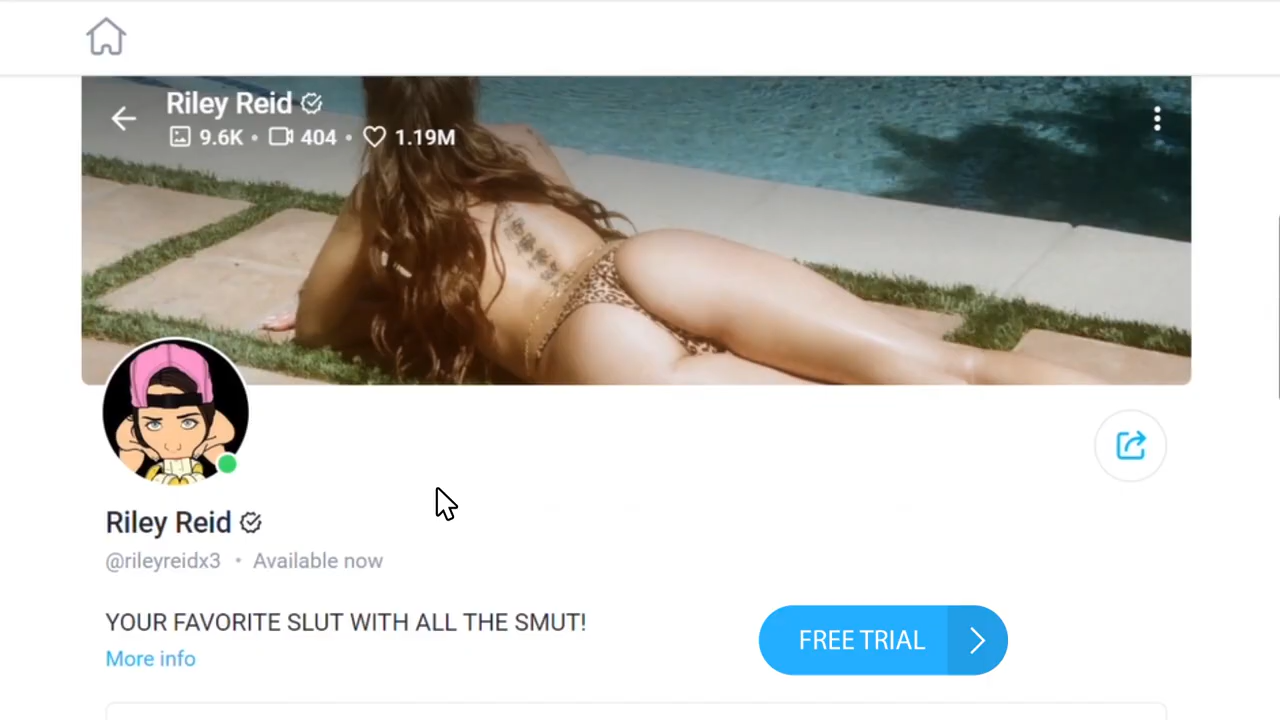 Riley Reid
9.6K • 404 • 1.19M
Riley Reid
@rileyreidx3 • Available now
YOUR FAVORITE SLUT WITH ALL THE SMUT!
More info
FREE TRIAL